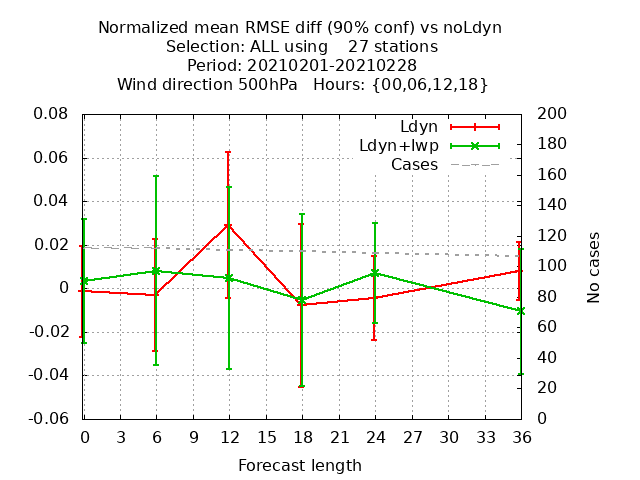 Normalized mean RMSE diff (90% conf) vs noLdyn
Selection: ALL using    27 stations
Period: 20210201-20210228
Wind direction 500hPa   Hours: {00,06,12,18}
0.08
0.06
0.04
0.02
0
-0.02
-0.04
-0.06
Ldyn
Ldyn+lwp
Cases
200
180
160
140
120
100
80
60
40
20
0
No cases
0 3 6 9 12 15 18 21 24 27 30 33 36
Forecast length